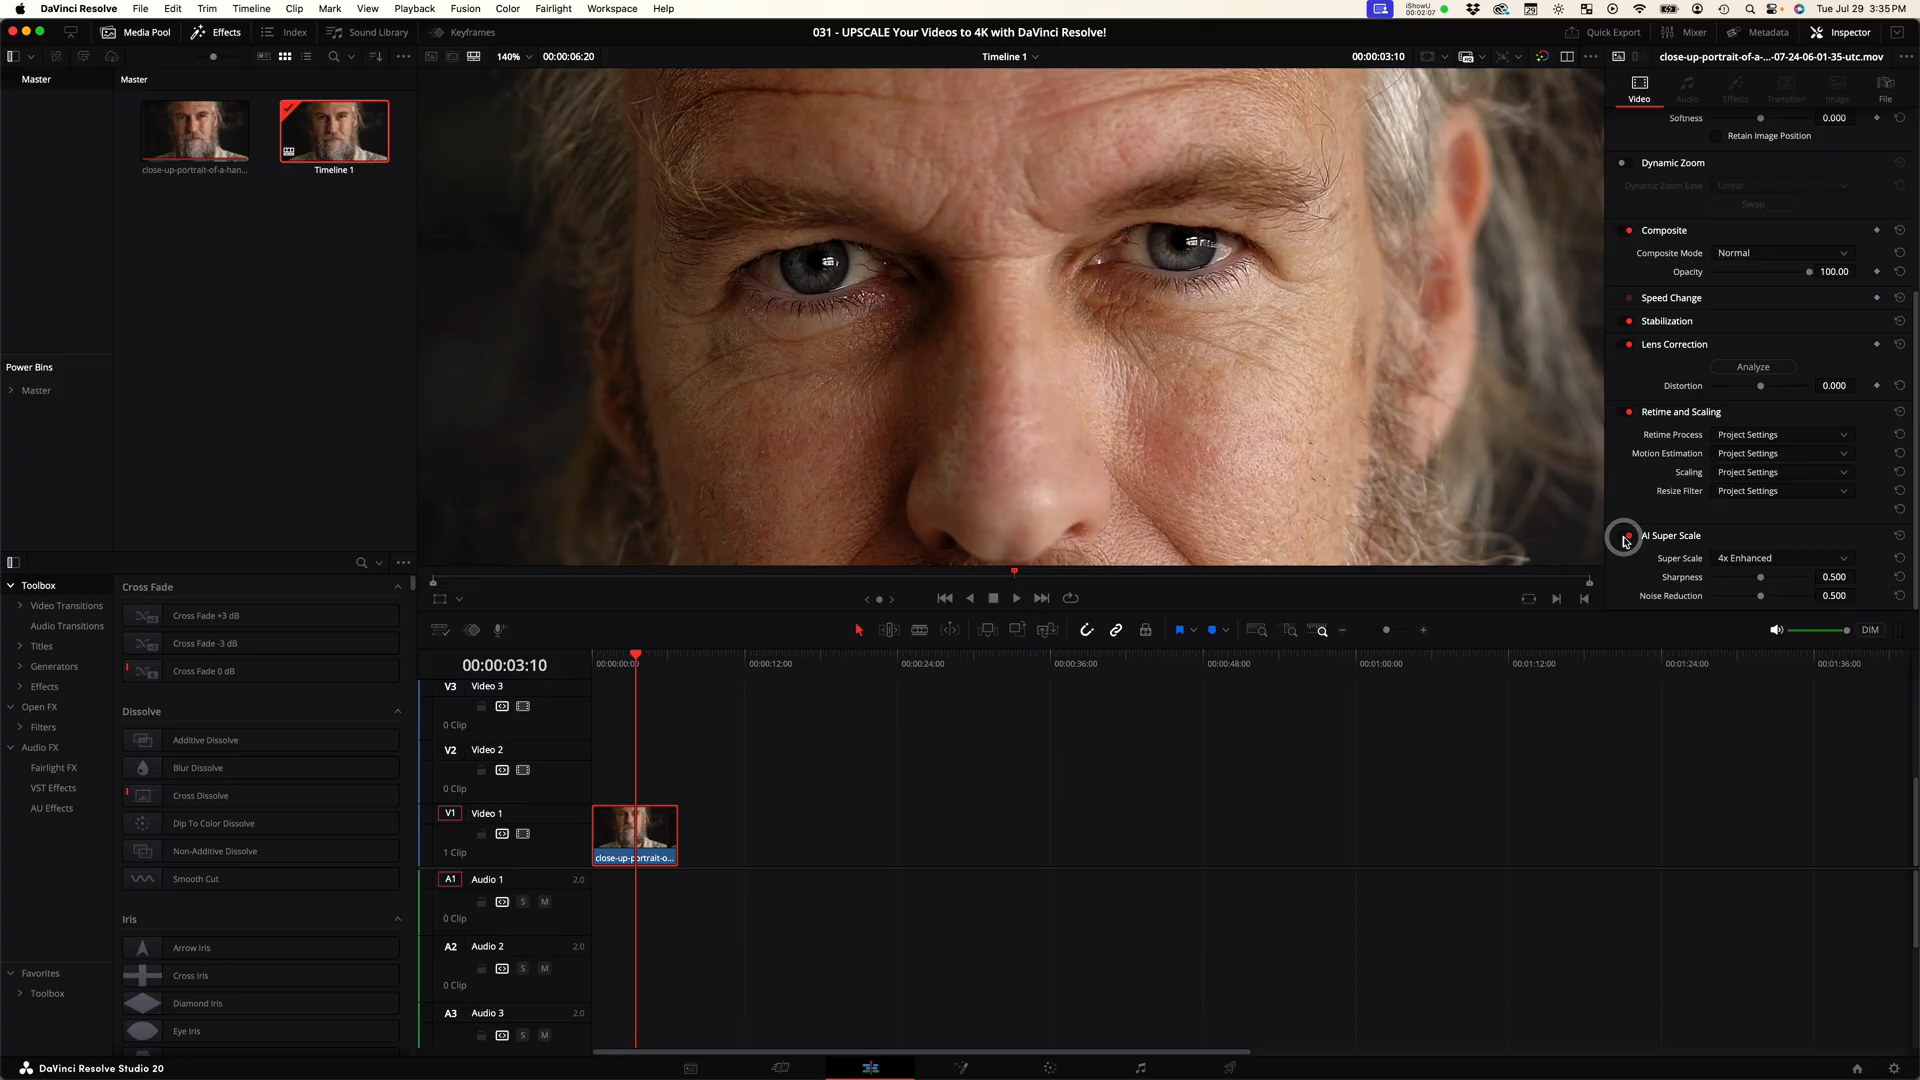 DaVinci Resolve File Edit Trim Timeline Clip Mark View Playback Fusion Color Fairlight Workspace Help
iShowU 00:02:07
29
Tue Jul 29 3:35 PM
Media Pool Effects Index Sound Library Keyframes
031 - UPSCALE Your Videos to 4K with DaVinci Resolve!
Quick Export Mixer Metadata Inspector
140% 00:00:06:20
Timeline 1
00:00:03:10
close-up-portrait-of-a-...-07-24-06-01-35-utc.mov
Master
Master
close-up-portrait-of-a-han...
Timeline 1
Power Bins
Master
Video Audio Effects Transition Image File
Softness 0.000
Retain Image Position
Dynamic Zoom
Dynamic Zoom Ease Linear
Swap
Composite
Composite Mode Normal
Opacity 100.00
Speed Change
Stabilization
Lens Correction
Analyze
Distortion 0.000
Retime and Scaling
Retime Process Project Settings
Motion Estimation Project Settings
Scaling Project Settings
Resize Filter Project Settings
AI Super Scale
Super Scale 4x Enhanced
Sharpness 0.500
Noise Reduction 0.500
Toolbox
Video Transitions
Audio Transitions
Titles
Generators
Effects
Open FX
Filters
Audio FX
Fairlight FX
VST Effects
AU Effects
Favorites
Toolbox
Cross Fade
Cross Fade +3 dB
Cross Fade -3 dB
Cross Fade 0 dB
Dissolve
Additive Dissolve
Blur Dissolve
Cross Dissolve
Dip To Color Dissolve
Non-Additive Dissolve
Smooth Cut
Iris
Arrow Iris
Cross Iris
Diamond Iris
Eye Iris
DIM
00:00:03:10
00:00:00:00 00:00:12:00 00:00:24:00 00:00:36:00 00:00:48:00 00:01:00:00 00:01:12:00 00:01:24:00 00:01:36:00
V3 Video 3
0 Clip
V2 Video 2
0 Clip
V1 Video 1
1 Clip
close-up-portrait-o...
A1 Audio 1 2.0
S M
0 Clip
A2 Audio 2 2.0
S M
0 Clip
A3 Audio 3 2.0
S M
DaVinci Resolve Studio 20